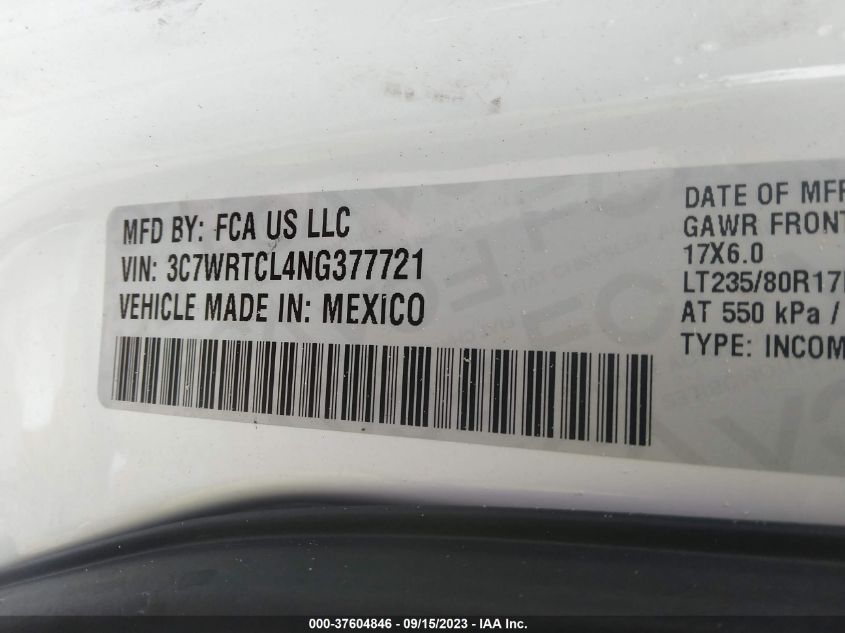 MFD BY: FCA US LLC
VIN: 3C7WRTCL4NG377721
VEHICLE MADE IN: MEXICO
DATE OF MFR
GAWR FRONT
17X6.0
LT235/80R17
AT 550 kPa /
TYPE: INCOM
000-37604846 - 09/15/2023 - IAA Inc.